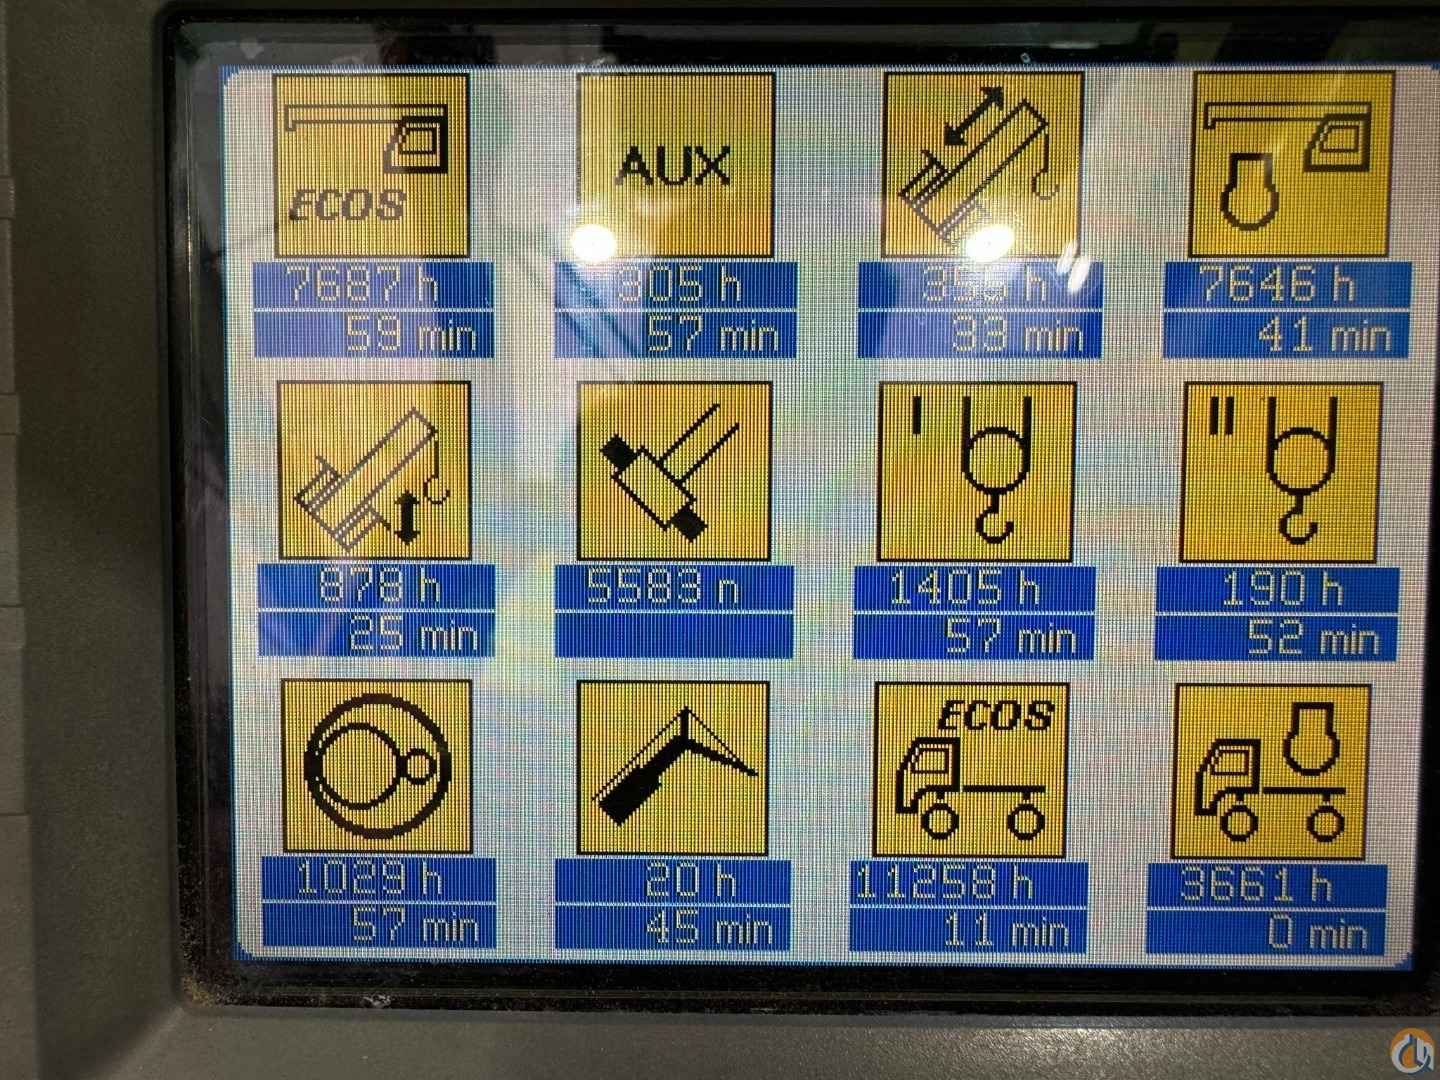 ECOS
7687 h
59 min
AUX
305 h
57 min
h
33 min
7646 h
41 min
878 h
25 min
5583 n
I
1405 h
57 min
II
190 h
52 min
1029 h
57 min
20 h
45 min
ECOS
11258 h
11 min
3661 h
0 min